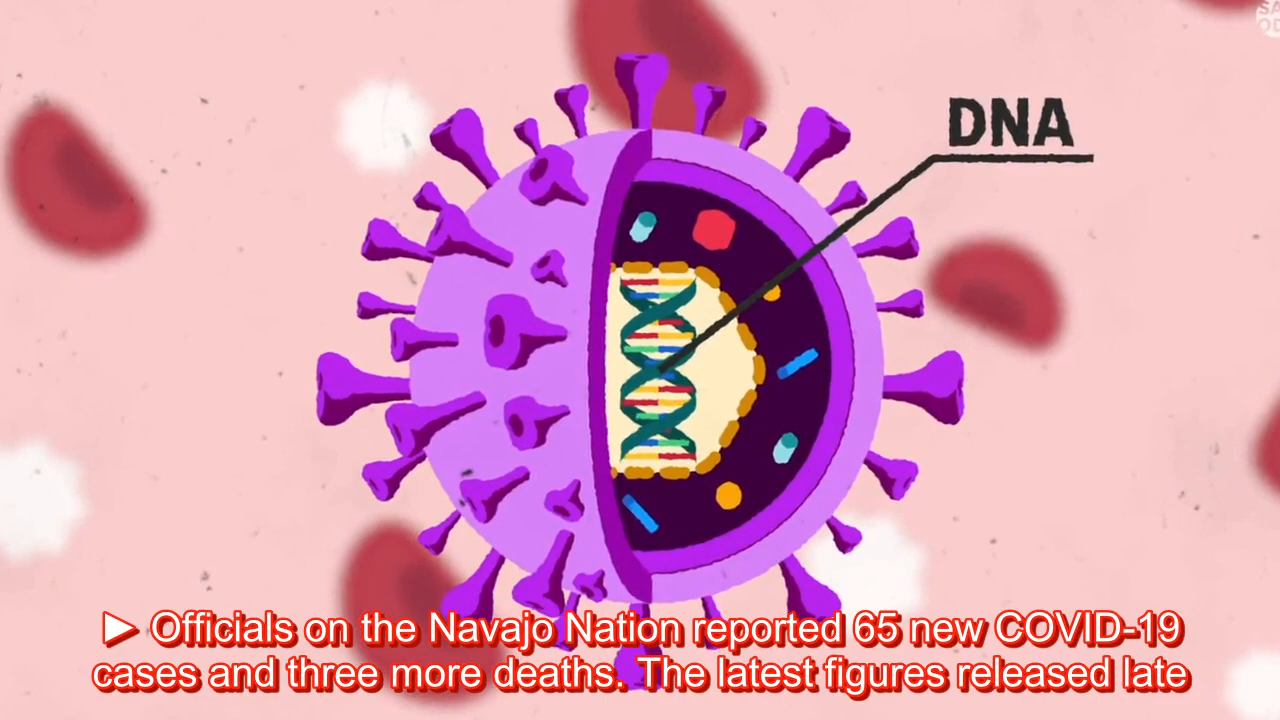 DNA
► Officials on the Navajo Nation reported 65 new COVID-19
cases and three more deaths. The latest figures released late